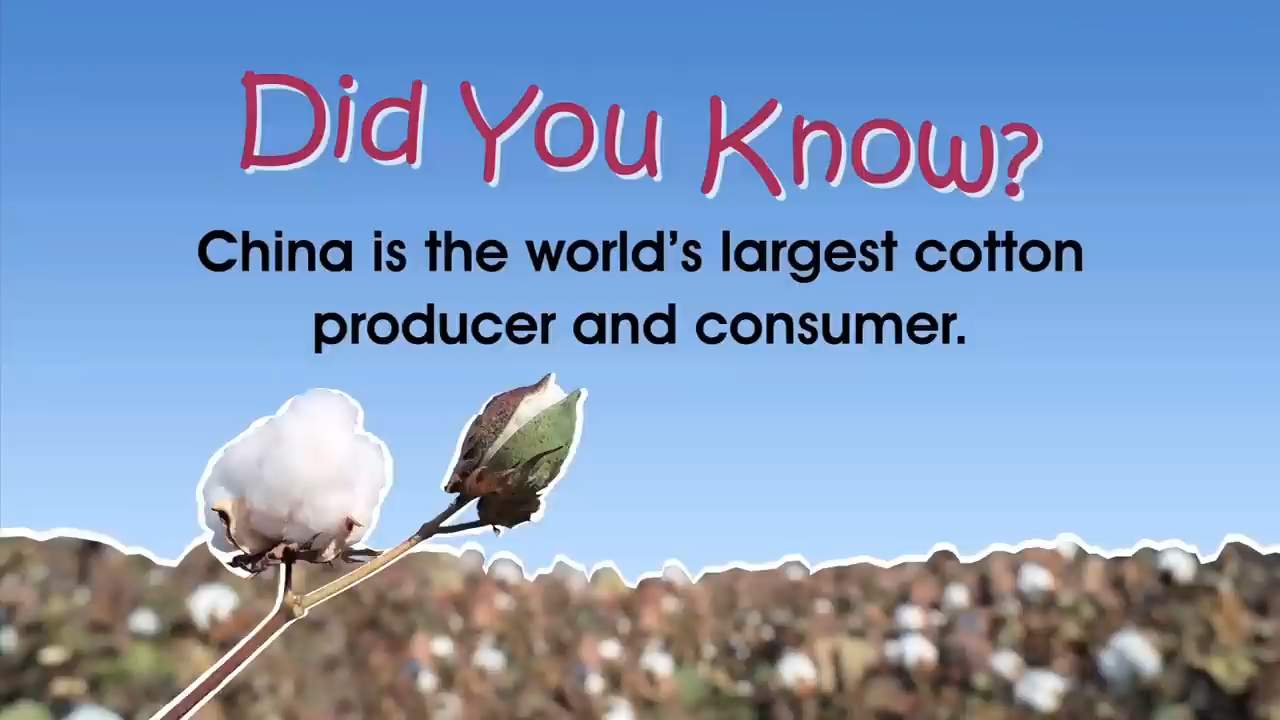 Did You Know?
China is the world’s largest cotton
producer and consumer.